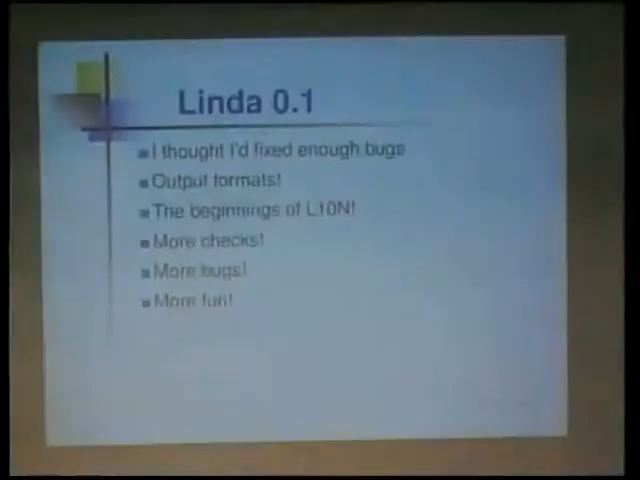 Linda 0.1
I thought I'd fixed enough bugs
Output formats!
The beginnings of L10N!
More checks!
More bugs!
More fun!